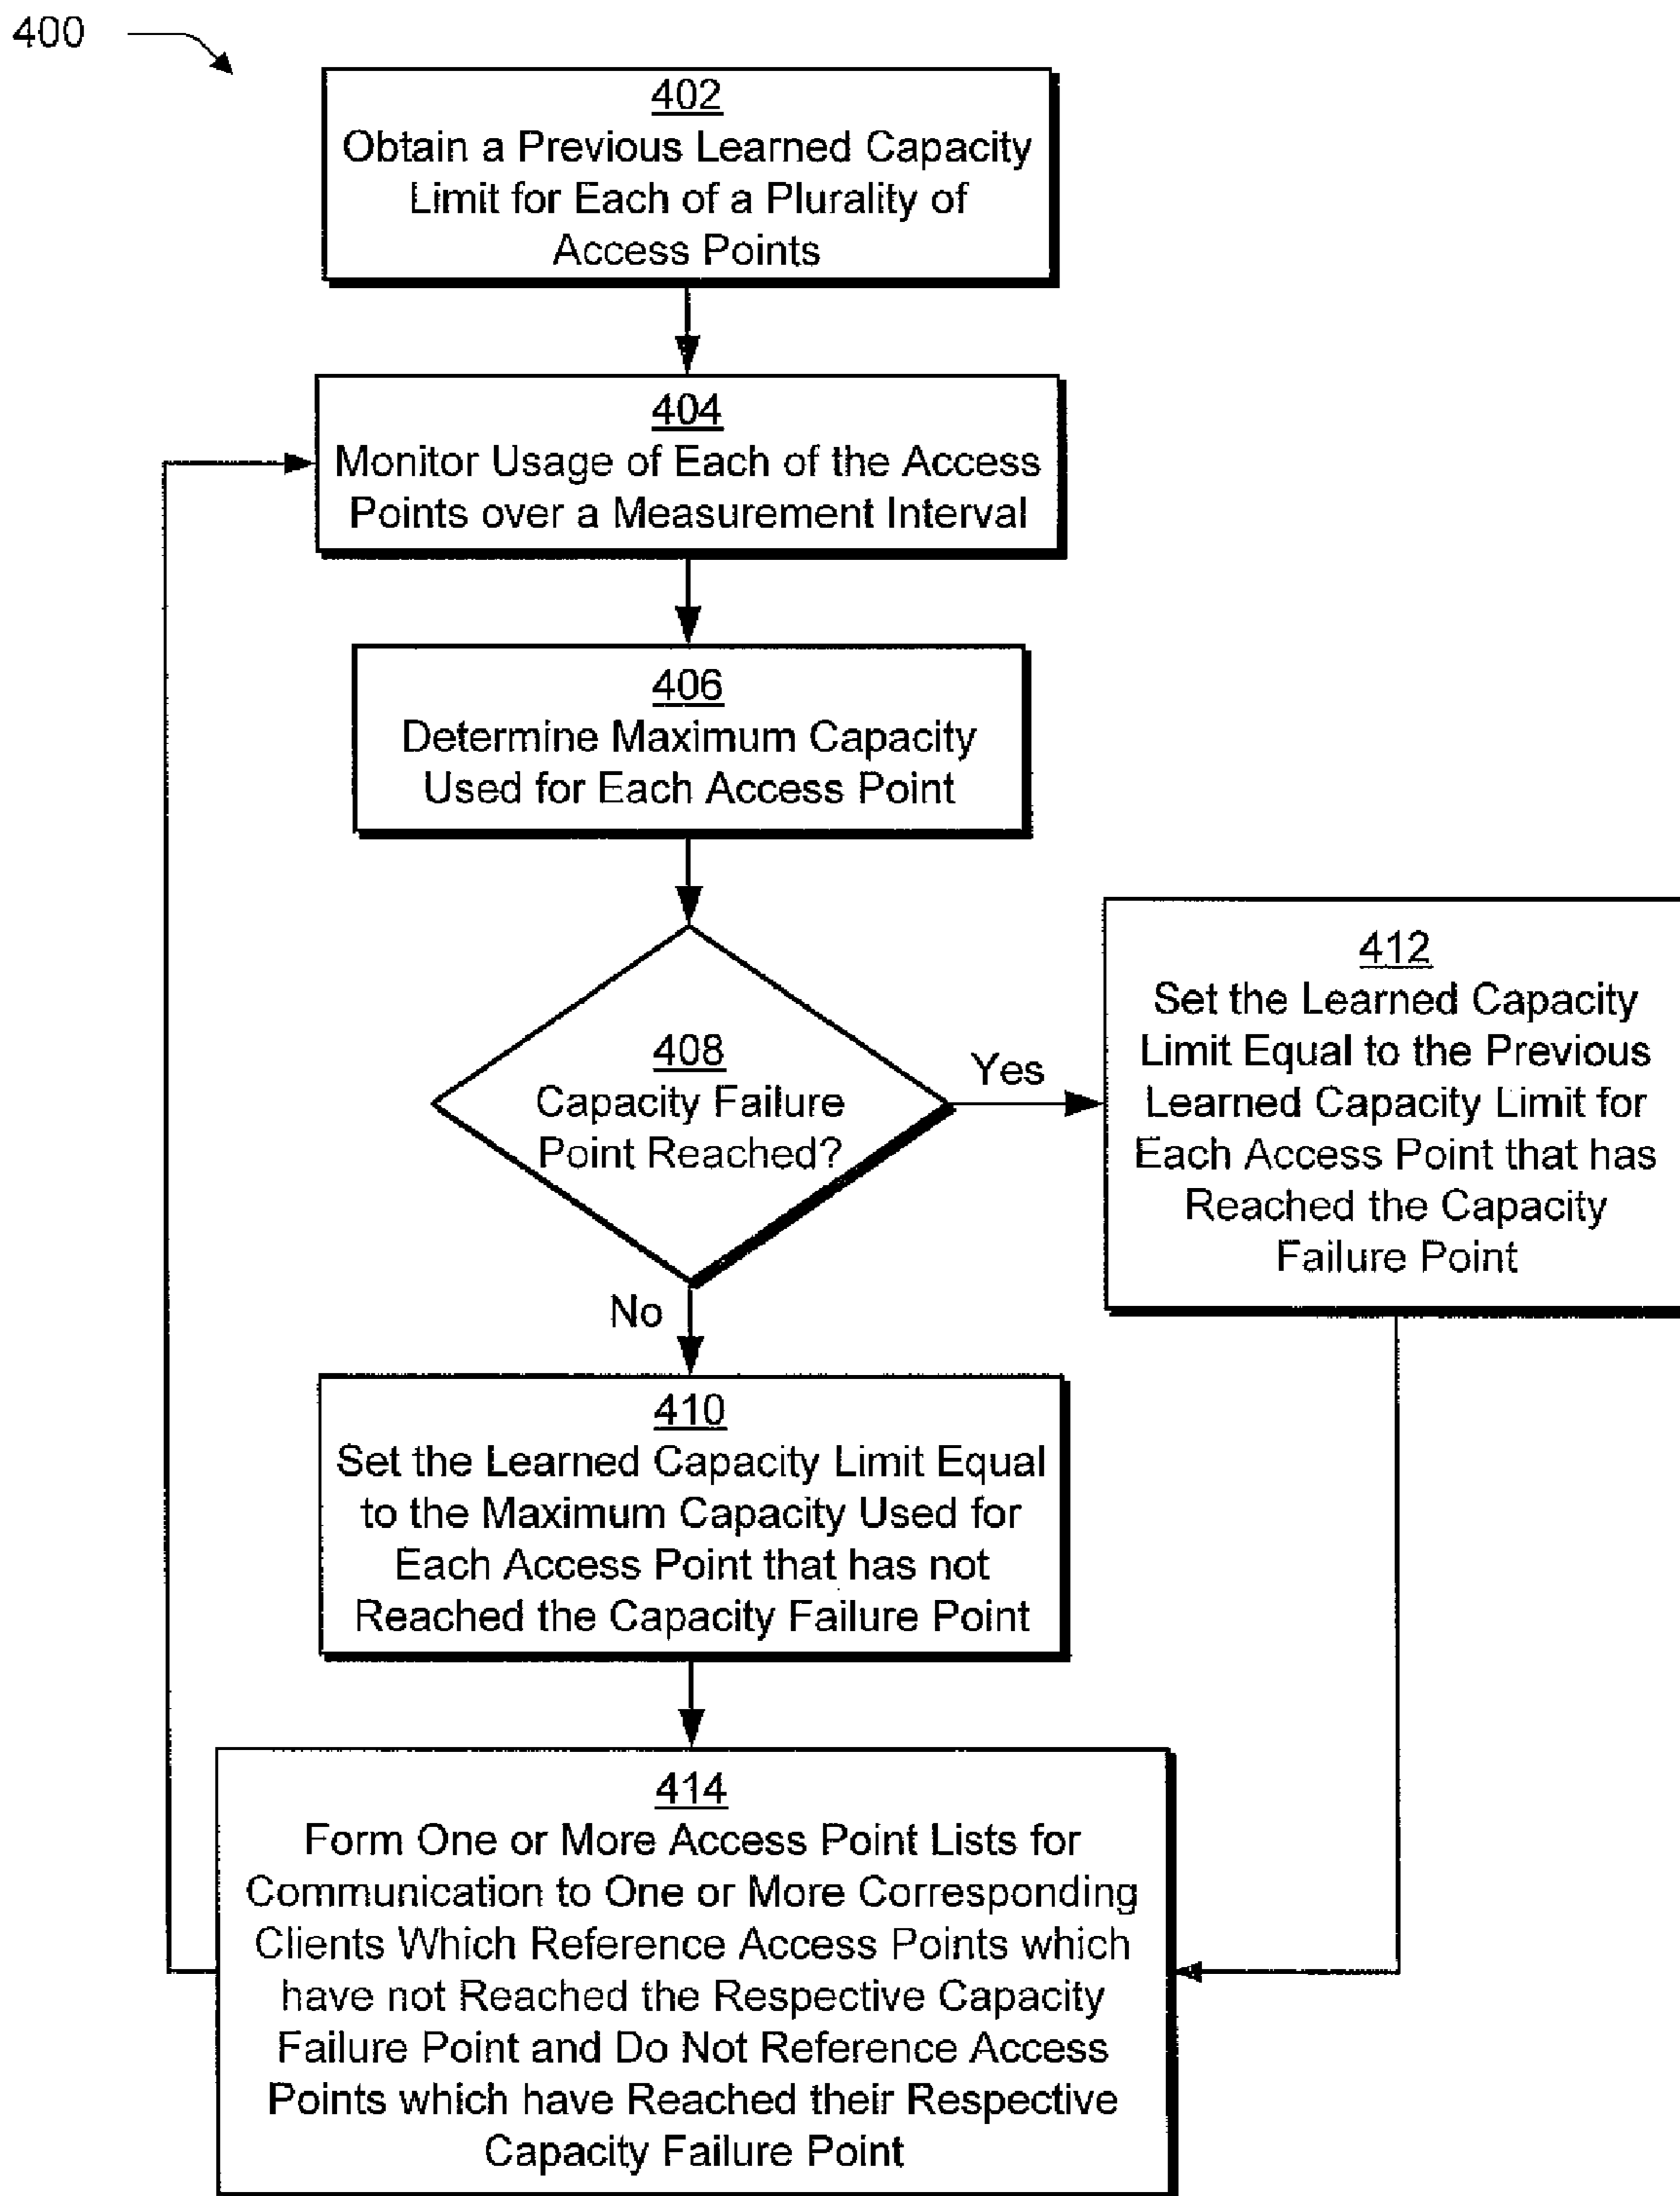 400
402
Obtain a Previous Learned Capacity
Limit for Each of a Plurality of
Access Points
404
Monitor Usage of Each of the Access
Points over a Measurement Interval
406
Determine Maximum Capacity
Used for Each Access Point
408
Capacity Failure
Point Reached?
Yes
No
412
Set the Learned Capacity
Limit Equal to the Previous
Learned Capacity Limit for
Each Access Point that has
Reached the Capacity
Failure Point
410
Set the Learned Capacity Limit Equal
to the Maximum Capacity Used for
Each Access Point that has not
Reached the Capacity Failure Point
414
Form One or More Access Point Lists for
Communication to One or More Corresponding
Clients Which Reference Access Points which
have not Reached the Respective Capacity
Failure Point and Do Not Reference Access
Points which have Reached their Respective
Capacity Failure Point